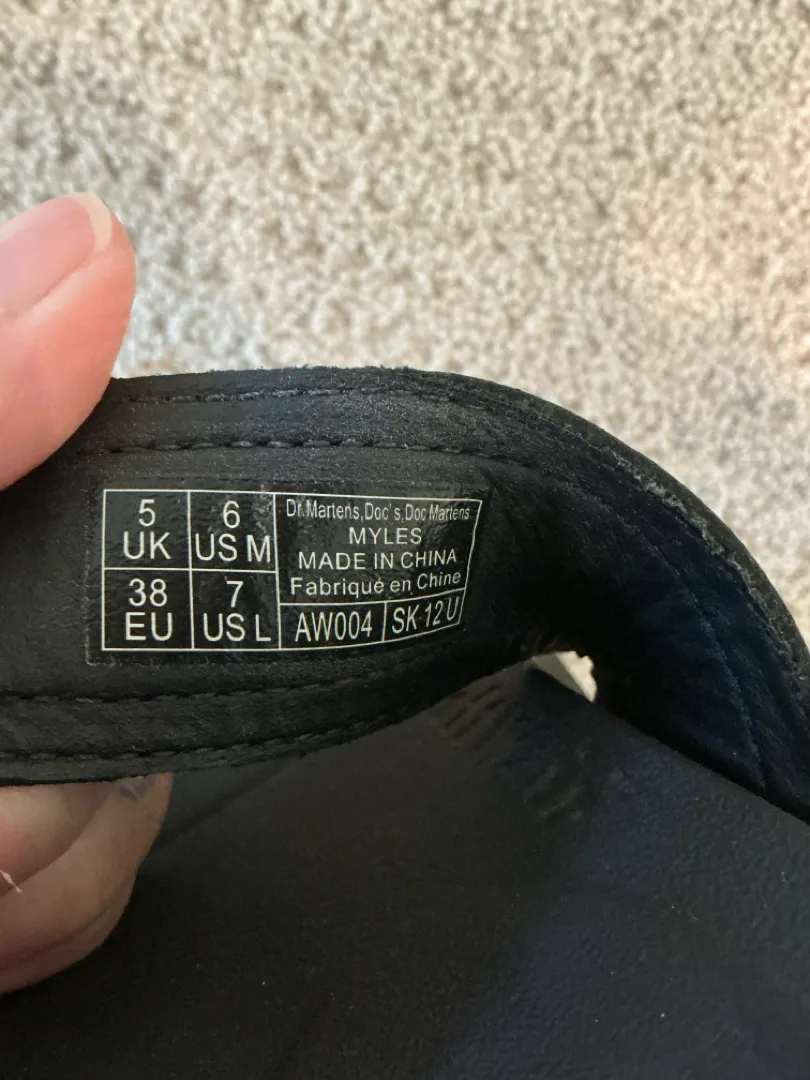 5
UK
6
US M
38
EU
7
US L
Dr.Martens,Doc's,Doc Martens
MYLES
MADE IN CHINA
Fabriqué en Chine
AW004
SK 12 U